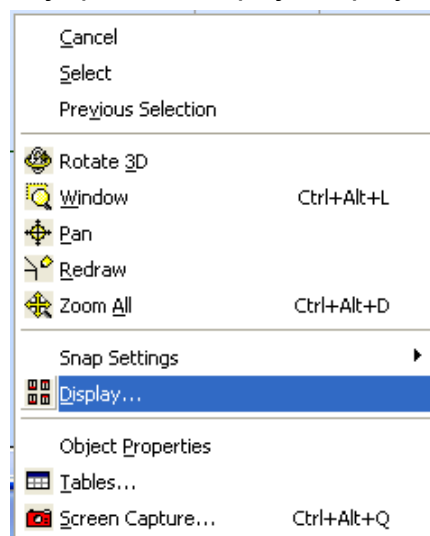 Cancel
Select
Previous Selection
Rotate 3D
Window Ctrl+Alt+L
Pan
Redraw
Zoom All Ctrl+Alt+D
Snap Settings
Display...
Object Properties
Tables...
Screen Capture... Ctrl+Alt+Q